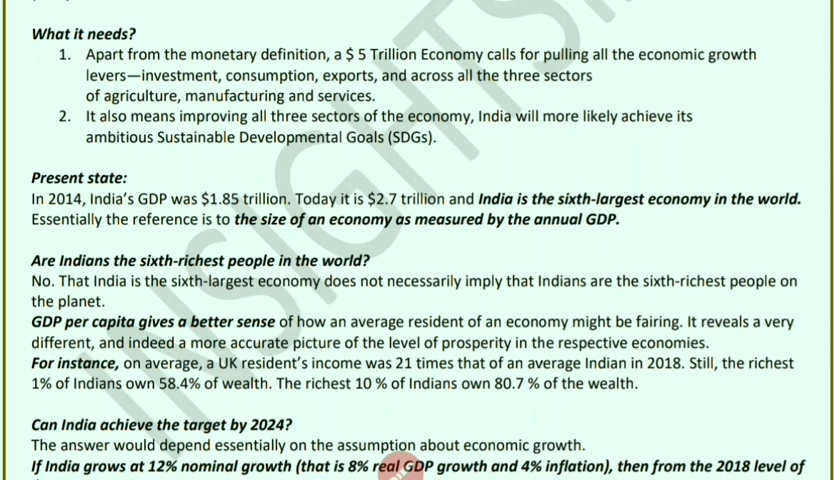 What it needs?
1. Apart from the monetary definition, a $ 5 Trillion Economy calls for pulling all the economic growth
levers—investment, consumption, exports, and across all the three sectors
of agriculture, manufacturing and services.
2. It also means improving all three sectors of the economy, India will more likely achieve its
ambitious Sustainable Developmental Goals (SDGs).
Present state:
In 2014, India's GDP was $1.85 trillion. Today it is $2.7 trillion and India is the sixth-largest economy in the world.
Essentially the reference is to the size of an economy as measured by the annual GDP.
Are Indians the sixth-richest people in the world?
No. That India is the sixth-largest economy does not necessarily imply that Indians are the sixth-richest people on
the planet.
GDP per capita gives a better sense of how an average resident of an economy might be fairing. It reveals a very
different, and indeed a more accurate picture of the level of prosperity in the respective economies.
For instance, on average, a UK resident's income was 21 times that of an average Indian in 2018. Still, the richest
1% of Indians own 58.4% of wealth. The richest 10 % of Indians own 80.7 % of the wealth.
Can India achieve the target by 2024?
The answer would depend essentially on the assumption about economic growth.
If India grows at 12% nominal growth (that is 8% real GDP growth and 4% inflation), then from the 2018 level of
INSIGHTS